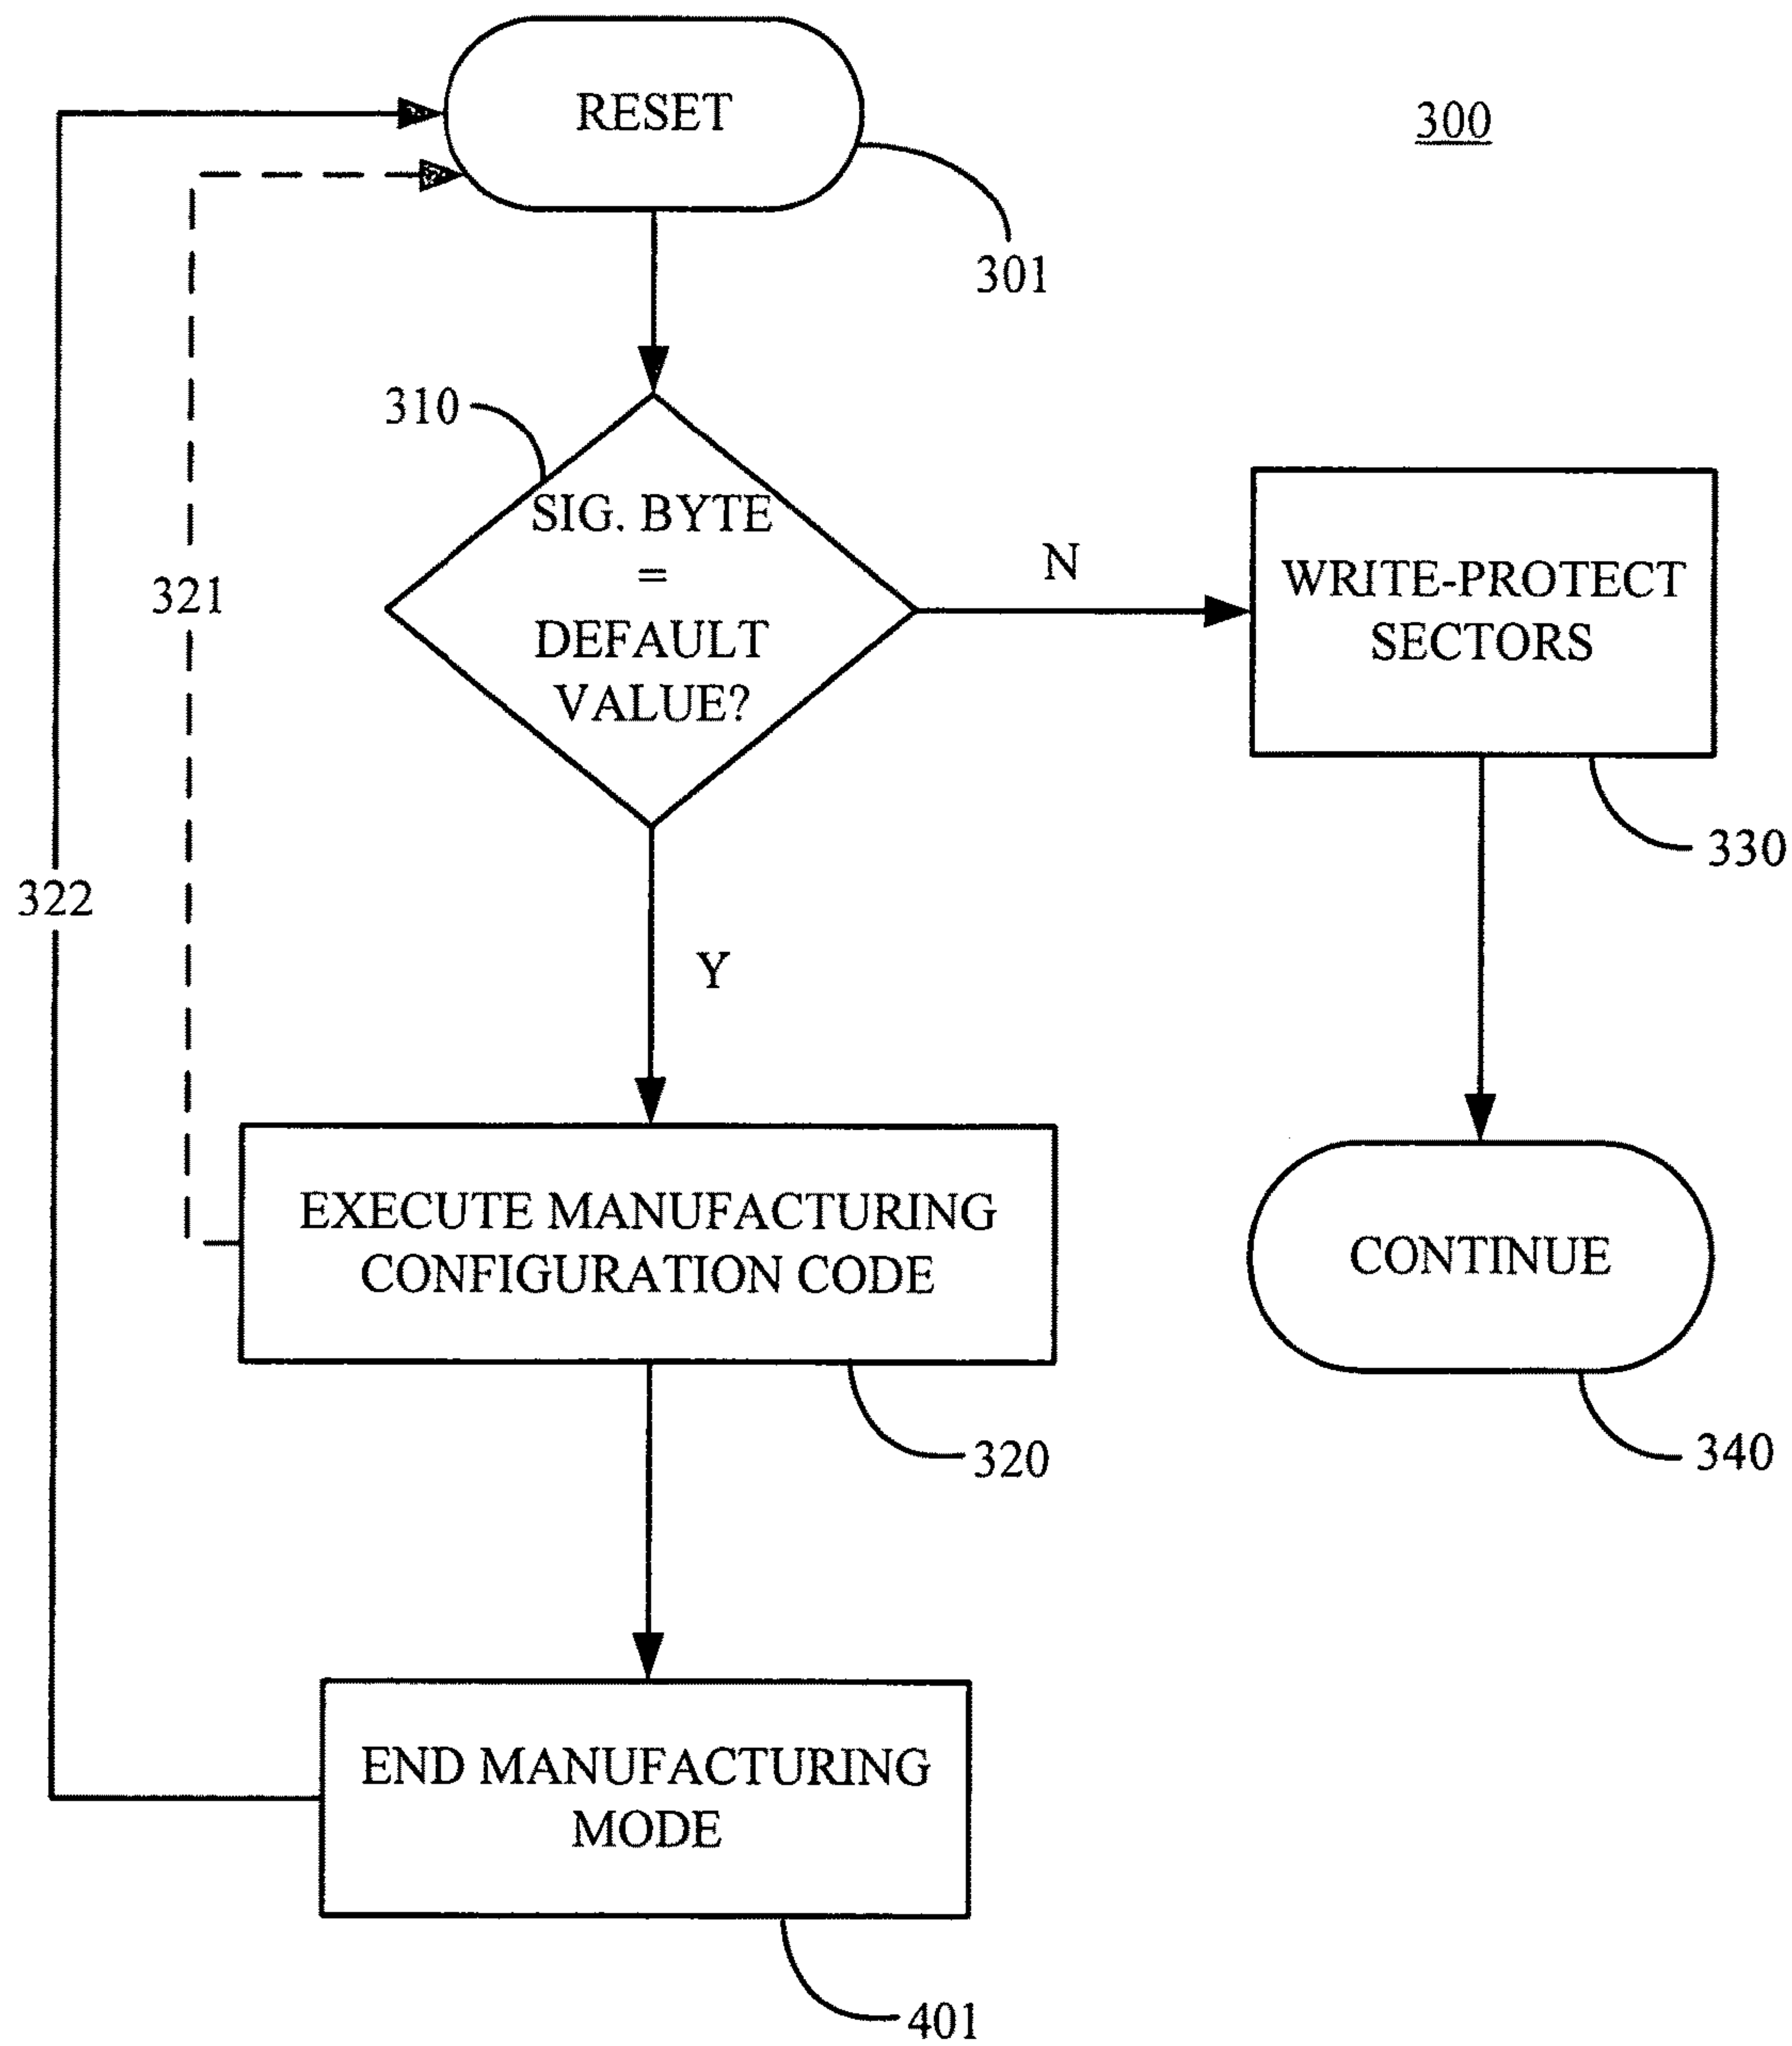 RESET
300
301
310
SIG. BYTE
=
DEFAULT
VALUE?
N
WRITE-PROTECT
SECTORS
321
330
322
Y
EXECUTE MANUFACTURING
CONFIGURATION CODE
CONTINUE
320
340
END MANUFACTURING
MODE
401